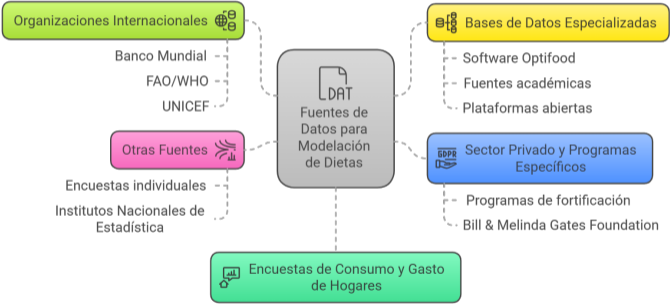 Organizaciones Internacionales
Banco Mundial
FAO/WHO
UNICEF
Otras Fuentes
Encuestas individuales
Institutos Nacionales de
Estadística
DAT
Fuentes de
Datos para
Modelación
de Dietas
Bases de Datos Especializadas
Software Optifood
Fuentes académicas
Plataformas abiertas
GDPR
Sector Privado y Programas
Específicos
Programas de fortificación
Bill & Melinda Gates Foundation
Encuestas de Consumo y Gasto
de Hogares